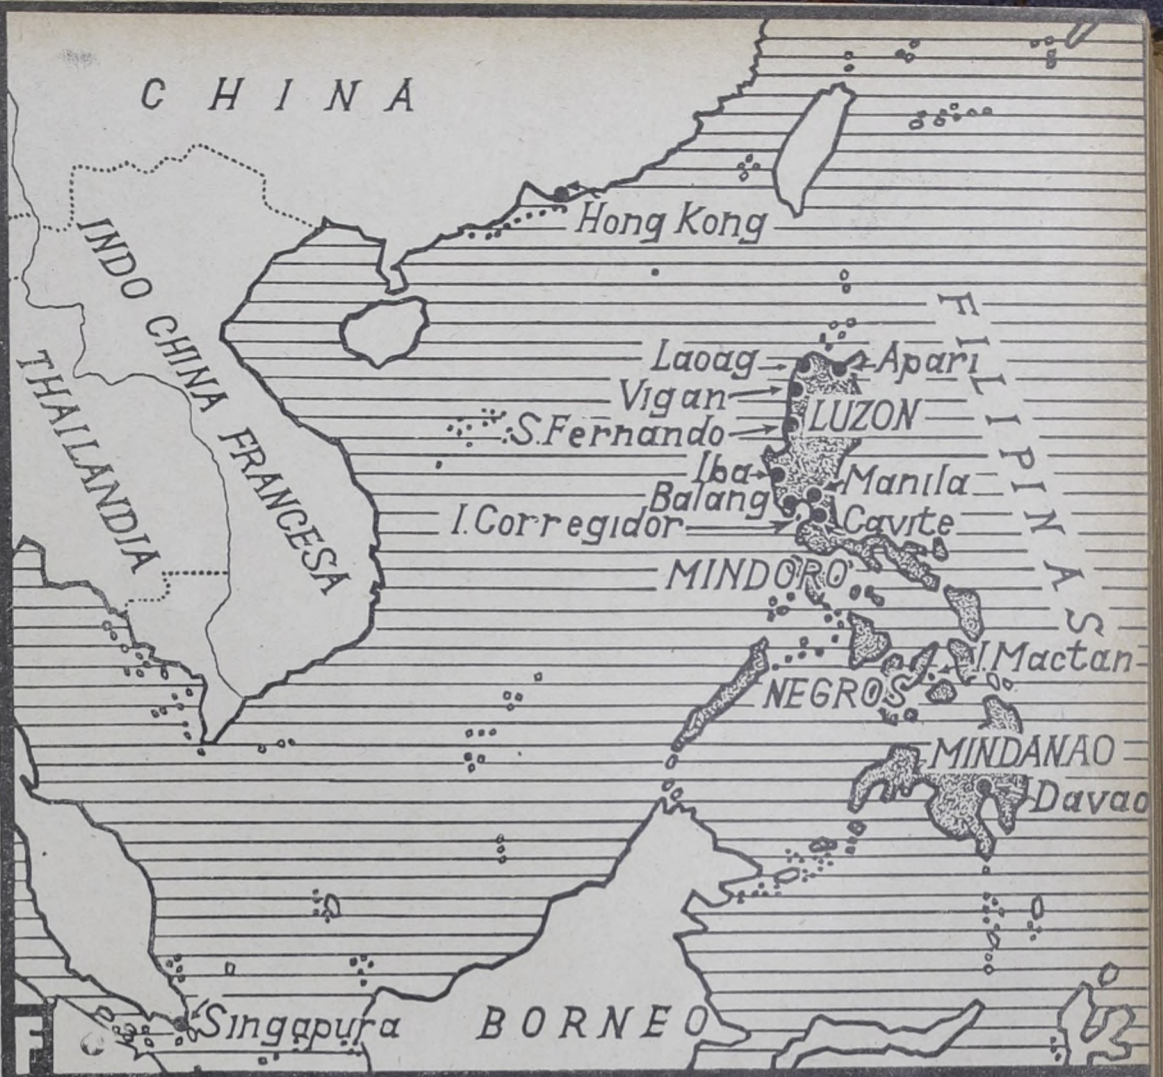 CHINA
Hong Kong
INDO CHINA FRANCESA
THAILANDIA
FILIPINAS
Laoag
Apari
Vigan
LUZON
S.Fernando
Iba
Manila
Balang
I.Corregidor
Cavite
MINDORO
I.Mactan
NEGROS
MINDANAO
Davao
Singapura
BORNEO
F